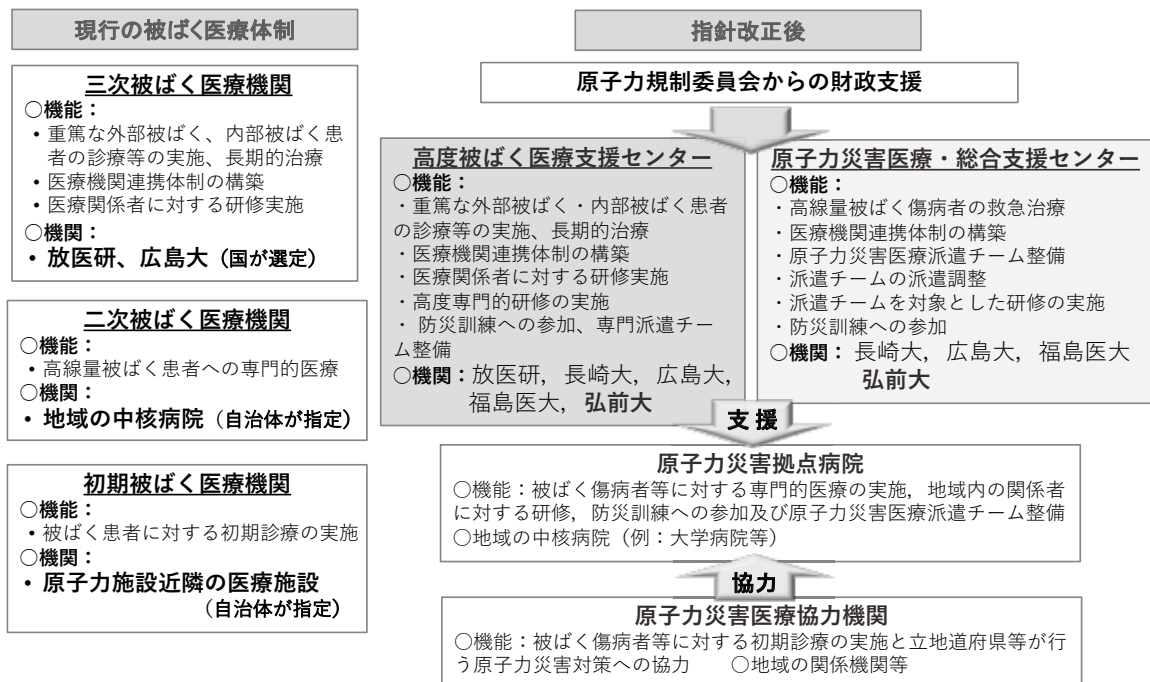 現行の被ばく医療体制
三次被ばく医療機関
○機能：
• 重篤な外部被ばく、内部被ばく患
者の診療等の実施、長期的治療
• 医療機関連携体制の構築
• 医療関係者に対する研修実施
○機関：
• 放医研、広島大（国が選定）
二次被ばく医療機関
○機能：
• 高線量被ばく患者への専門的医療
○機関：
• 地域の中核病院（自治体が指定）
初期被ばく医療機関
○機能：
• 被ばく患者に対する初期診療の実施
○機関：
• 原子力施設近隣の医療施設
（自治体が指定）
指針改正後
原子力規制委員会からの財政支援
高度被ばく医療支援センター
○機能：
・重篤な外部被ばく・内部被ばく患者
の診療等の実施、長期的治療
・医療機関連携体制の構築
・医療関係者に対する研修実施
・高度専門的研修の実施
・ 防災訓練への参加、専門派遣チー
ム整備
○機関：放医研，長崎大，広島大，
福島医大，弘前大
原子力災害医療・総合支援センター
○機能：
・高線量被ばく傷病者の救急治療
・医療機関連携体制の構築
・原子力災害医療派遣チーム整備
・派遣チームの派遣調整
・派遣チームを対象とした研修の実施
・防災訓練への参加
○機関：長崎大，広島大，福島医大
弘前大
支援
原子力災害拠点病院
○機能：被ばく傷病者等に対する専門的医療の実施，地域内の関係者
に対する研修，防災訓練への参加及び原子力災害医療派遣チーム整備
○地域の中核病院（例：大学病院等）
協力
原子力災害医療協力機関
○機能：被ばく傷病者等に対する初期診療の実施と立地道府県等が行
う原子力災害対策への協力　○地域の関係機関等